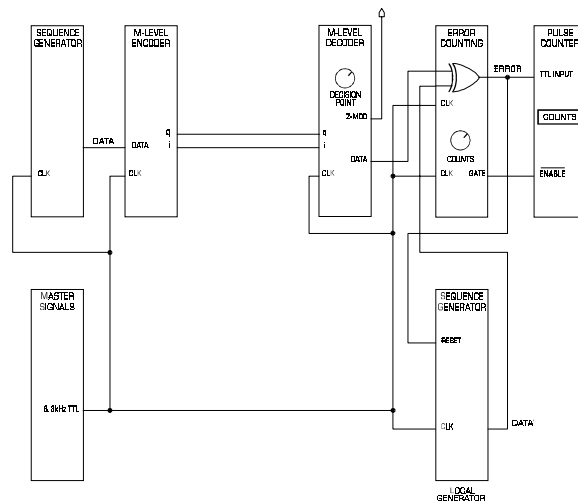 SEQUENCE
GENERATOR
M-LEVEL
ENCODER
M-LEVEL
DECODER
ERROR
COUNTING
PULSE
COUNTER
DECISION
POINT
Z-MOD
ERROR
TTL INPUT
CLK
COUNTS
q
i
q
i
DATA
DATA
DATA
COUNTS
CLK
CLK
CLK
CLK
GATE
ENABLE
MASTER
SIGNALS
SEQUENCE
GENERATOR
RESET
8.3kHz TTL
CLK
DATA
LOCAL
GENERATOR